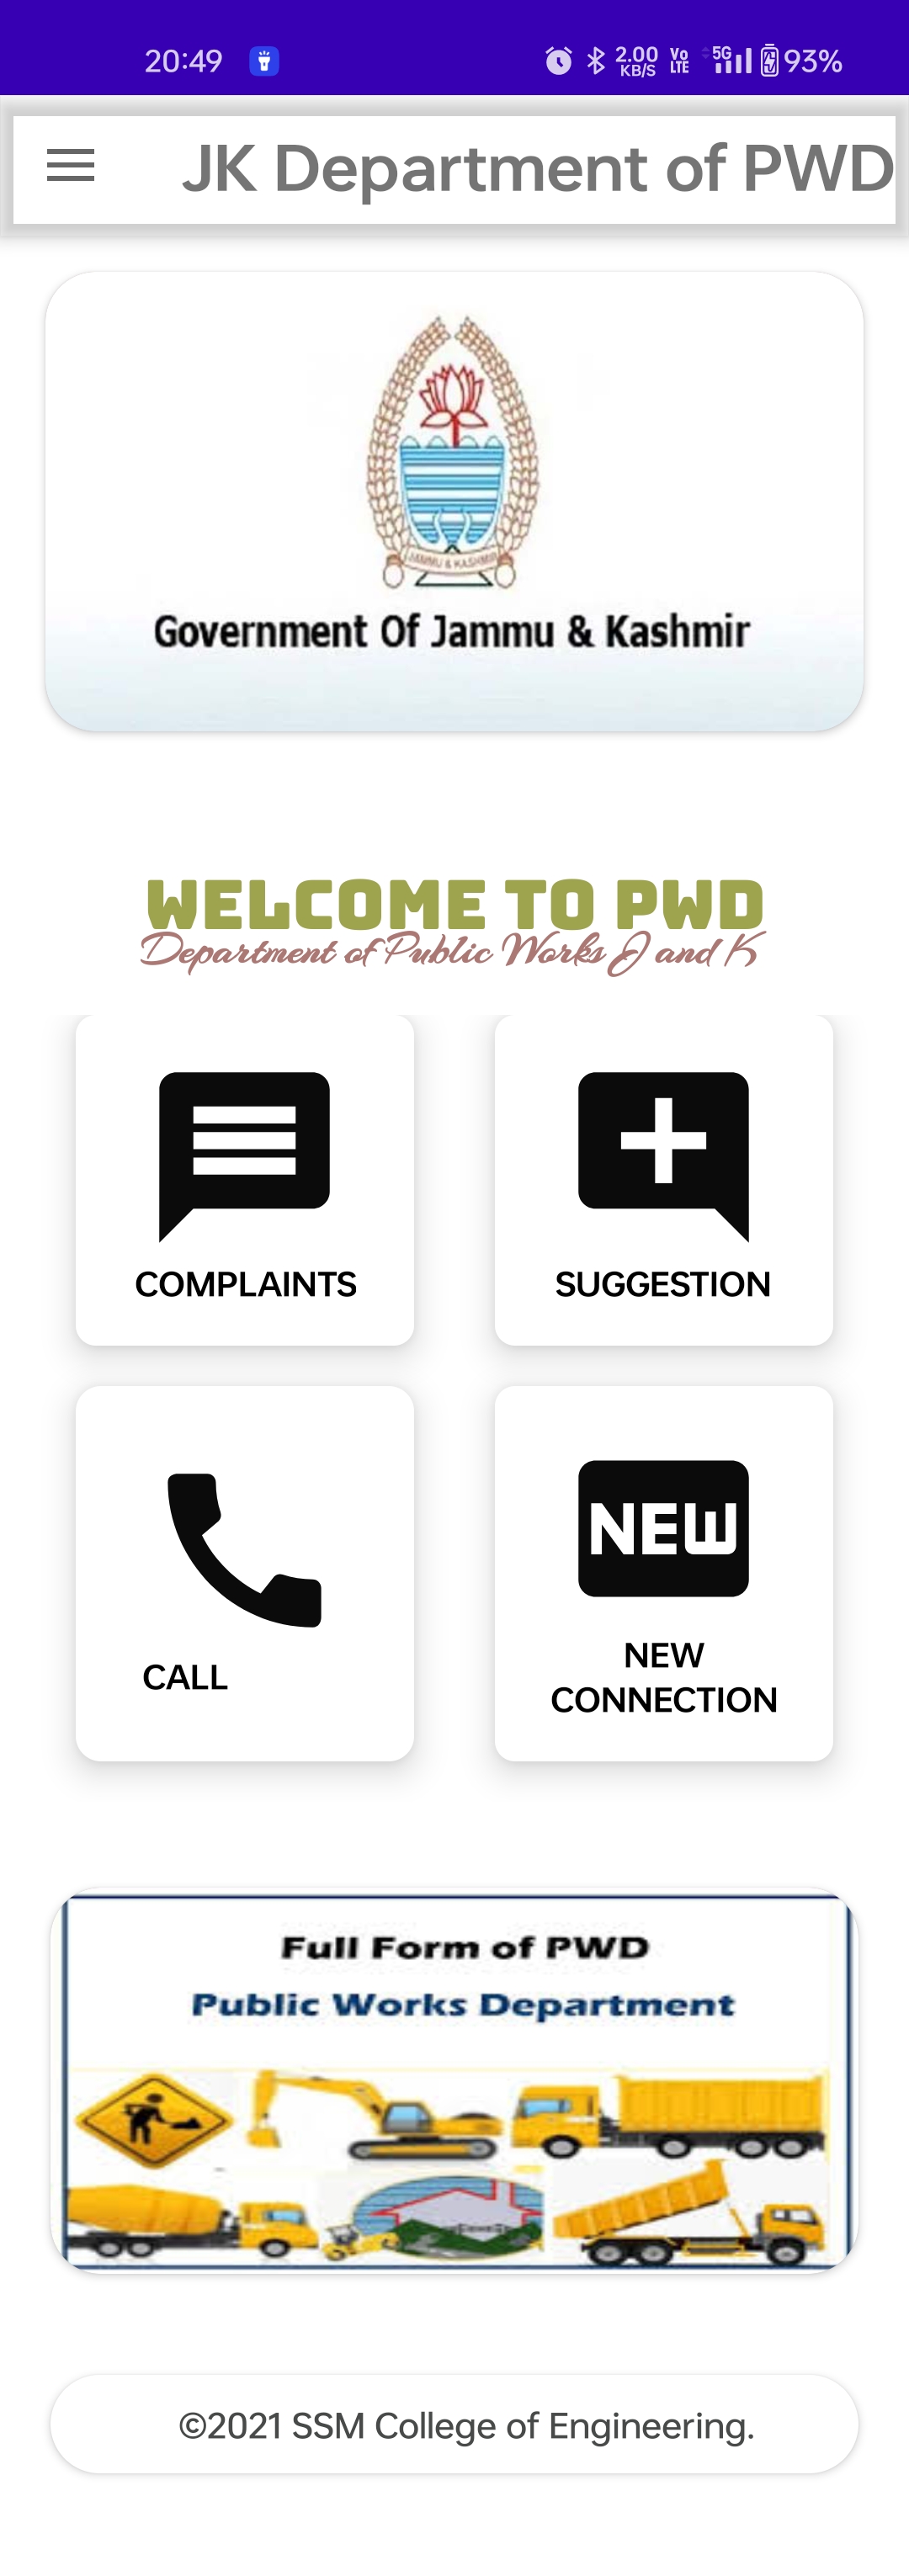 20:49 2.00 KB/S Vo LTE 5G 93%
JK Department of PWD
JAMMU & KASHMIR
Government Of Jammu & Kashmir
WELCOME TO PWD
Department of Public Works J and K
COMPLAINTS
SUGGESTION
CALL
NEW
NEW
CONNECTION
Full Form of PWD
Public Works Department
©2021 SSM College of Engineering.